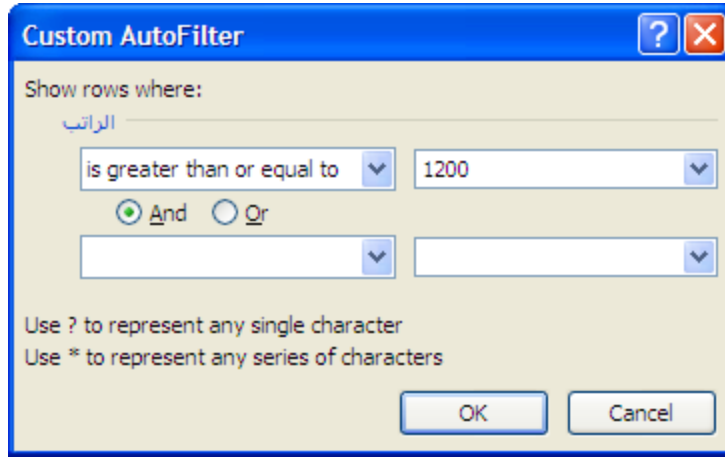 Custom AutoFilter
Show rows where:
الراتب
is greater than or equal to 1200
And Or
Use ? to represent any single character
Use * to represent any series of characters
OK Cancel